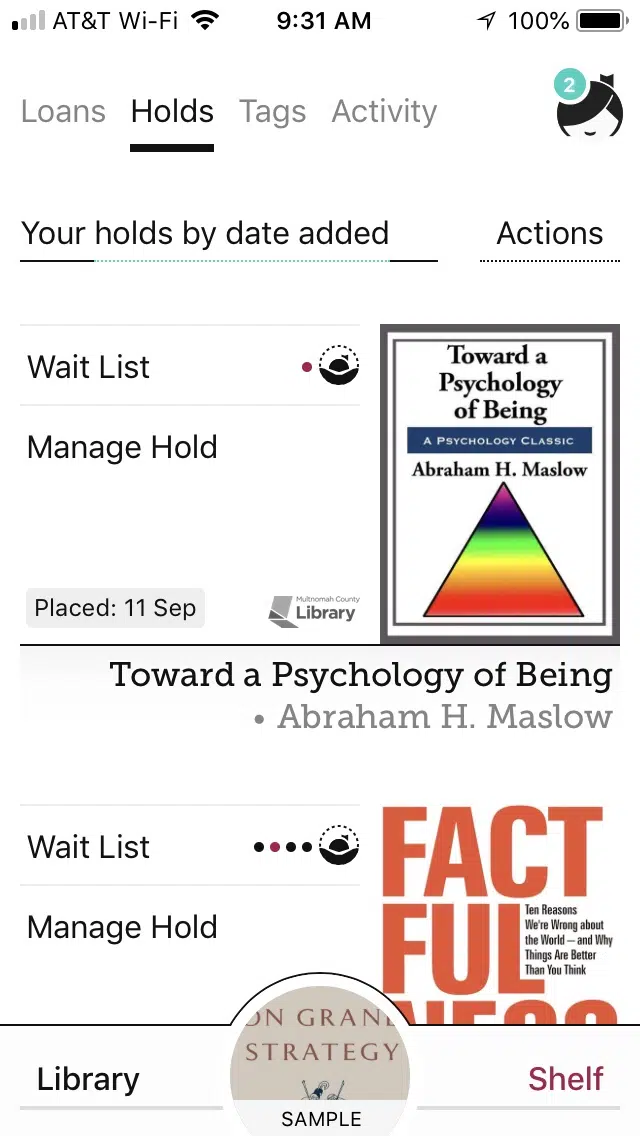 AT&T Wi-Fi 9:31 AM 100%
Loans Holds Tags Activity
2
Your holds by date added Actions
Wait List
Manage Hold
Placed: 11 Sep
Multnomah County
Library
Toward a
Psychology
of Being
A PSYCHOLOGY CLASSIC
Abraham H. Maslow
Toward a Psychology of Being
• Abraham H. Maslow
Wait List
Manage Hold
FACT
FUL
NESS
Ten Reasons
We're Wrong about
the World – and Why
Things Are Better
Than You Think
ON GRAND
STRATEGY
SAMPLE
Library Shelf